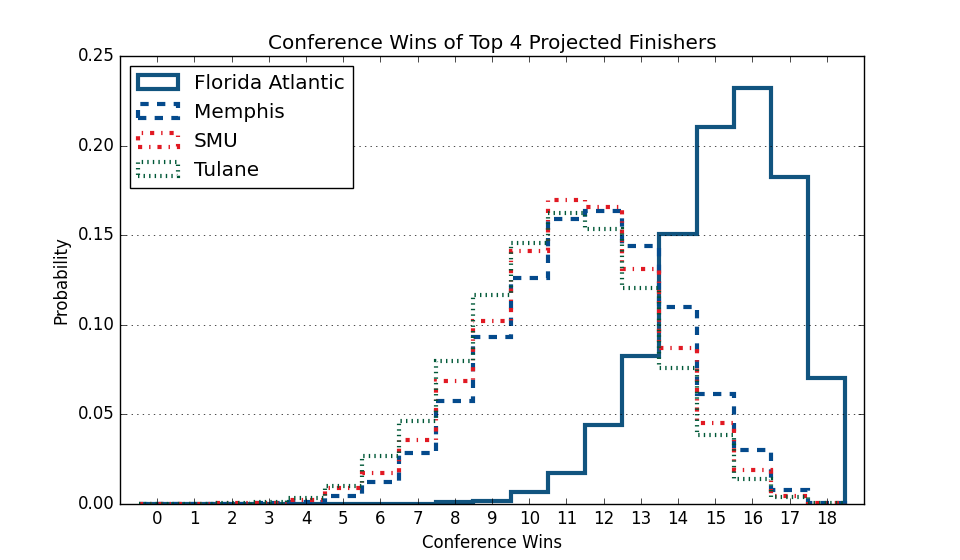 Conference Wins of Top 4 Projected Finishers
0.25
0.20
0.15
0.10
0.05
0.00
Probability
Florida Atlantic
Memphis
SMU
Tulane
0 1 2 3 4 5 6 7 8 9 10 11 12 13 14 15 16 17 18
Conference Wins